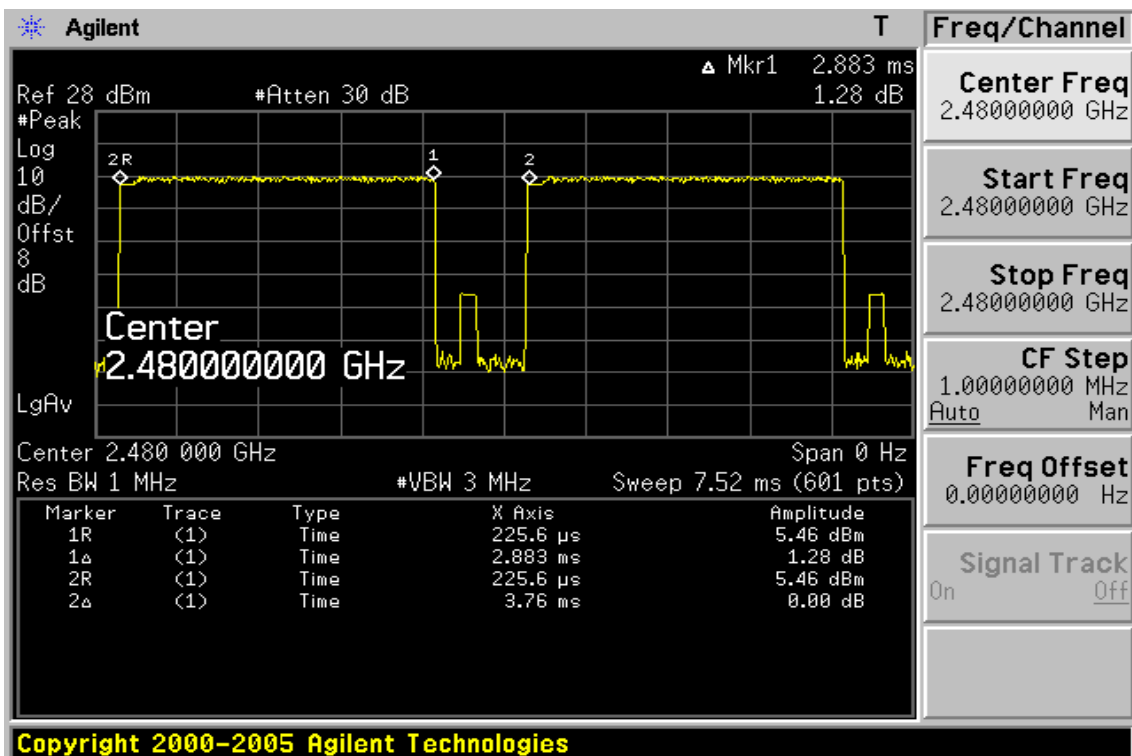 Agilent T
Freq/Channel
Δ Mkr1 2.883 ms
Ref 28 dBm #Atten 30 dB 1.28 dB
#Peak
Log
10
dB/
Offst
8
dB
2R 1 2
Center
2.480000000 GHz
LgAv
Center 2.480 000 GHz Span 0 Hz
Res BW 1 MHz #VBW 3 MHz Sweep 7.52 ms (601 pts)
Marker Trace Type X Axis Amplitude
1R (1) Time 225.6 µs 5.46 dBm
1Δ (1) Time 2.883 ms 1.28 dB
2R (1) Time 225.6 µs 5.46 dBm
2Δ (1) Time 3.76 ms 0.00 dB
Center Freq
2.48000000 GHz
Start Freq
2.48000000 GHz
Stop Freq
2.48000000 GHz
CF Step
1.00000000 MHz
Auto Man
Freq Offset
0.00000000 Hz
Signal Track
On Off
Copyright 2000-2005 Agilent Technologies